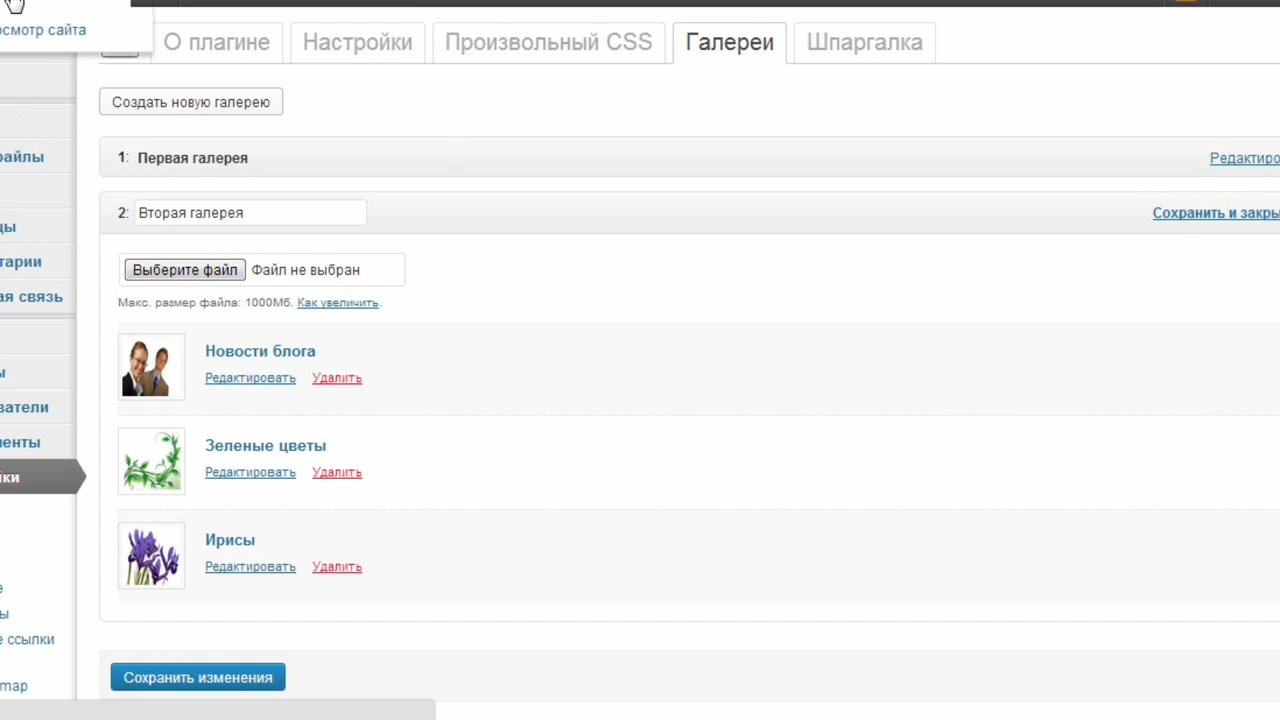 осмотр сайта
О плагине
Настройки
Произвольный CSS
Галереи
Шпаргалка
Создать новую галерею
1: Первая галерея
Редактиро
2: Вторая галерея
Сохранить и закры
Выберите файл Файл не выбран
Макс. размер файла: 1000Мб. Как увеличить.
Новости блога
Редактировать Удалить
Зеленые цветы
Редактировать Удалить
Ирисы
Редактировать Удалить
Сохранить изменения
файлы
цы
тарии
ая связь
ы
ватели
менты
йки
е
ы
е ссылки
map